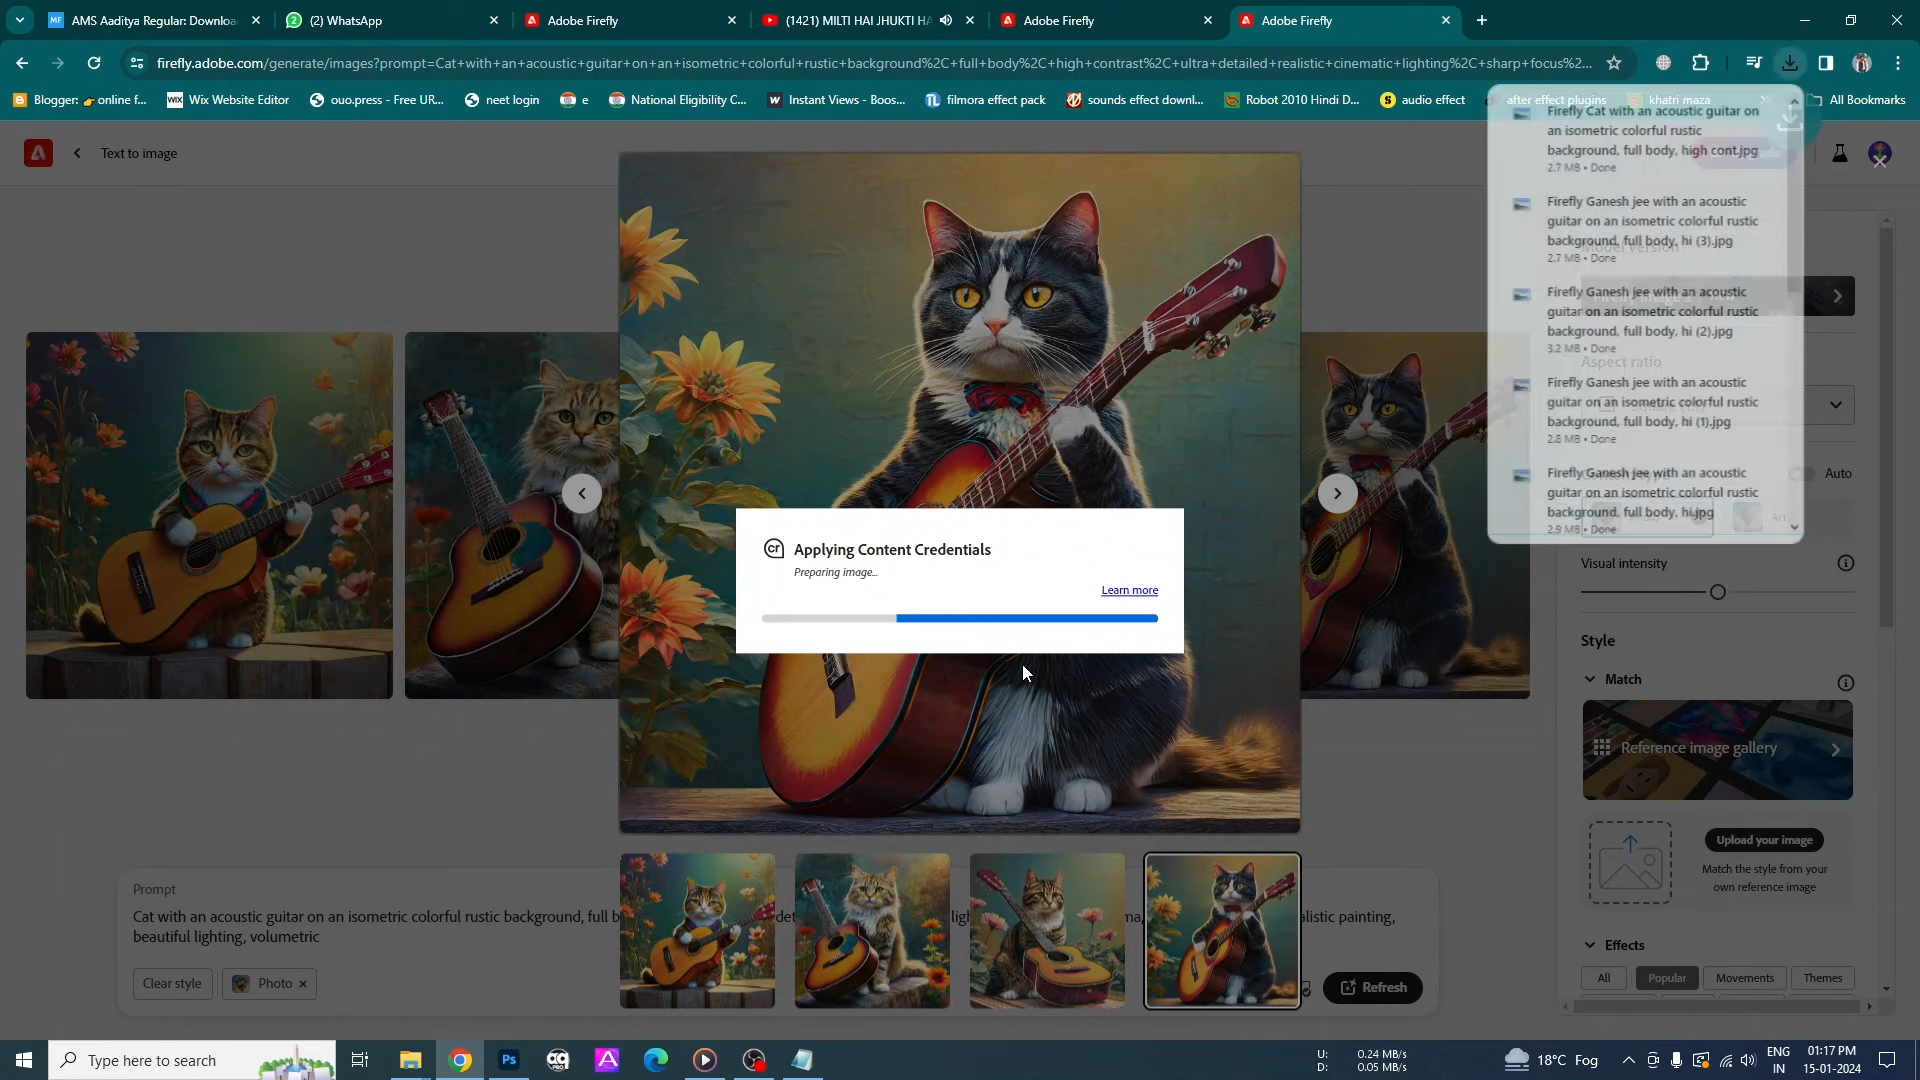 AMS Aaditya Regular: Downloa
(2) WhatsApp
Adobe Firefly
(1421) MILTI HAI JHUKTI HA
Adobe Firefly
Adobe Firefly
firefly.adobe.com/generate/images?prompt=Cat+with+an+acoustic+guitar+on+an+isometric+colorful+rustic+background%2C+full+body%2C+high+contrast%2C+ultra+detailed+realistic+cinematic+lighting%2C+sharp+focus%2...
Blogger: 👉online f...
WIX Wix Website Editor
ouo.press - Free UR...
neet login
e
National Eligibility C...
Instant Views - Boos...
TL filmora effect pack
sounds effect downl...
Robot 2010 Hindi D...
audio effect
after effect plugins
khatri maza
All Bookmarks
Text to image
Firefly Cat with an acoustic guitar on
an isometric colorful rustic
background, full body, high cont.jpg
2.7 MB • Done
Firefly Ganesh jee with an acoustic
guitar on an isometric colorful rustic
background, full body, hi (3).jpg
2.7 MB • Done
Firefly Ganesh jee with an acoustic
guitar on an isometric colorful rustic
background, full body, hi (2).jpg
3.2 MB • Done
Aspect ratio
Firefly Ganesh jee with an acoustic
guitar on an isometric colorful rustic
background, full body, hi (1).jpg
2.8 MB • Done
Firefly Ganesh jee with an acoustic
guitar on an isometric colorful rustic
background, full body, hi.jpg
2.9 MB • Done
Auto
Art
Visual intensity
Style
Match
Reference image gallery
Upload your image
Match the style from your
own reference image
Effects
All
Popular
Movements
Themes
cr Applying Content Credentials
Preparing image...
Learn more
Prompt
Cat with an acoustic guitar on an isometric colorful rustic background, full b
alistic painting,
beautiful lighting, volumetric
Clear style
Photo
Refresh
Type here to search
Ps
U: 0.24 MB/s
D: 0.05 MB/s
18°C Fog
ENG
IN
01:17 PM
15-01-2024